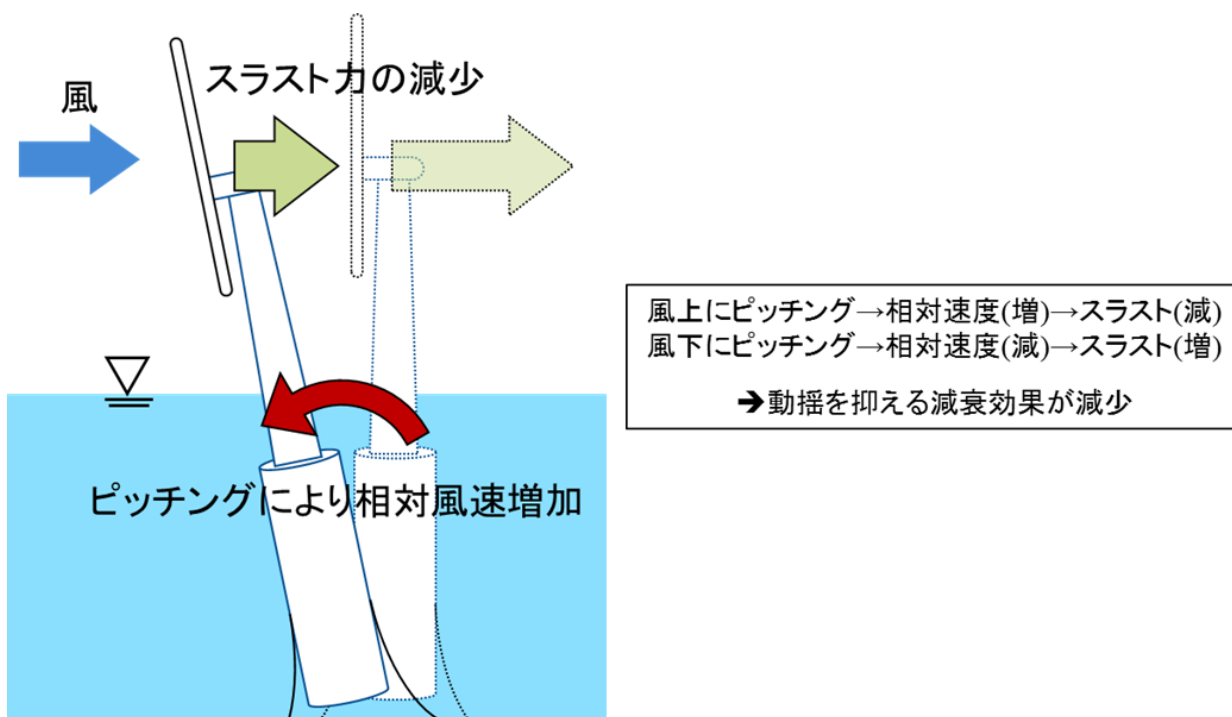 スラスト力の減少
風
風上にピッチング→相対速度(増)→スラスト(減)
風下にピッチング→相対速度(減)→スラスト(増)
➔動揺を抑える減衰効果が減少
ピッチングにより相対風速増加